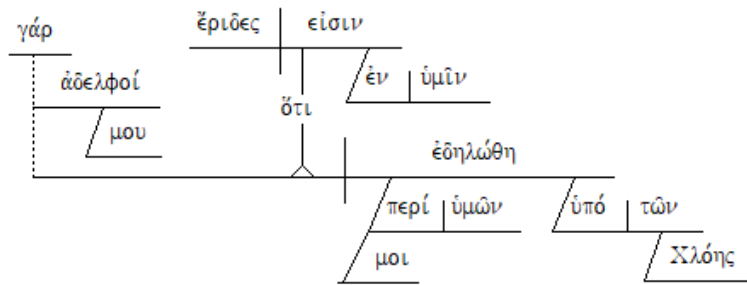 γάρ ἔριδες εἰσιν
ἀδελφοί ἐν ὑμῖν
ὅτι
μου ἐδηλώθη
περί ὑμῶν ὑπό τῶν
μοι Χλόης